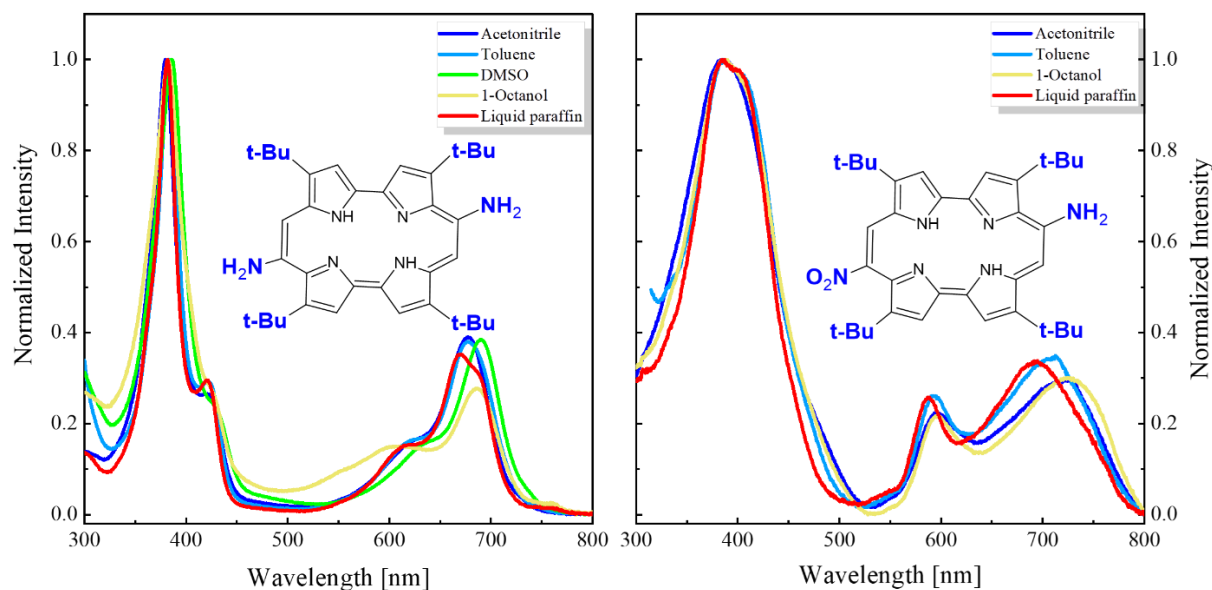 Acetonitrile
Toluene
DMSO
1-Octanol
Liquid paraffin
1.0
0.8
0.6
0.4
0.2
0.0
Normalized Intensity
t-Bu
t-Bu
NH₂
NH
N
H₂N
N
NH
t-Bu
t-Bu
300
400
500
600
700
800
Wavelength [nm]
Acetonitrile
Toluene
1-Octanol
Liquid paraffin
t-Bu
t-Bu
NH₂
NH
N
O₂N
N
NH
t-Bu
t-Bu
1.0
0.8
0.6
0.4
0.2
0.0
Normalized Intensity
300
400
500
600
700
800
Wavelength [nm]